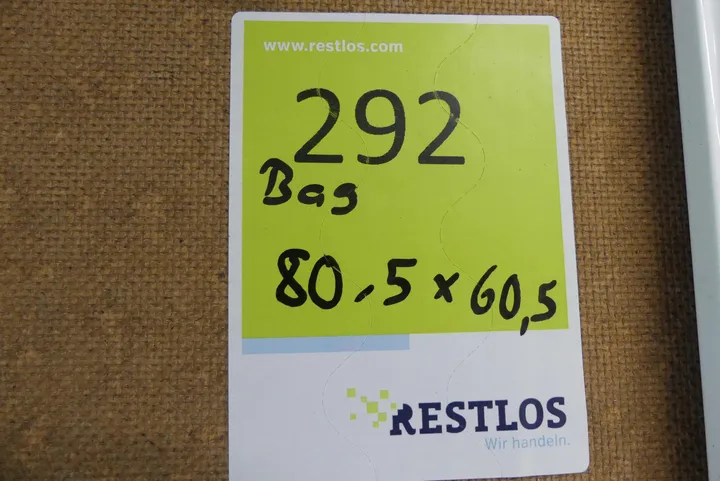 www.restlos.com
292
Bag
80,5 x 60,5
RESTLOS
Wir handeln.